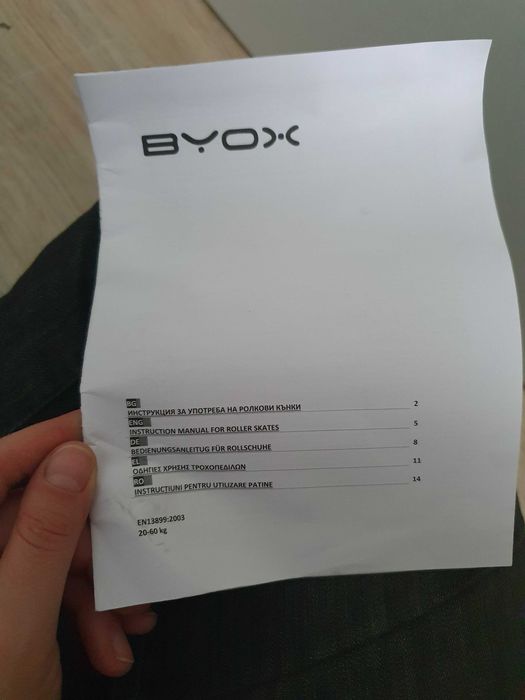 BYOX
BG
ИНСТРУКЦИЯ ЗА УПОТРЕБА НА РОЛКОВИ КЪНКИ 2
ENG
INSTRUCTION MANUAL FOR ROLLER SKATES 5
DE
BEDIENUNGSANLEITUG FÜR ROLLSCHUHE 8
EL
ΟΔΗΓΙΕΣ ΧΡΗΣΗΣ ΤΡΟΧΟΠΕΔΙΛΩΝ 11
RO
INSTRUCTIUNI PENTRU UTILIZARE PATINE 14
EN13899:2003
20-60 kg